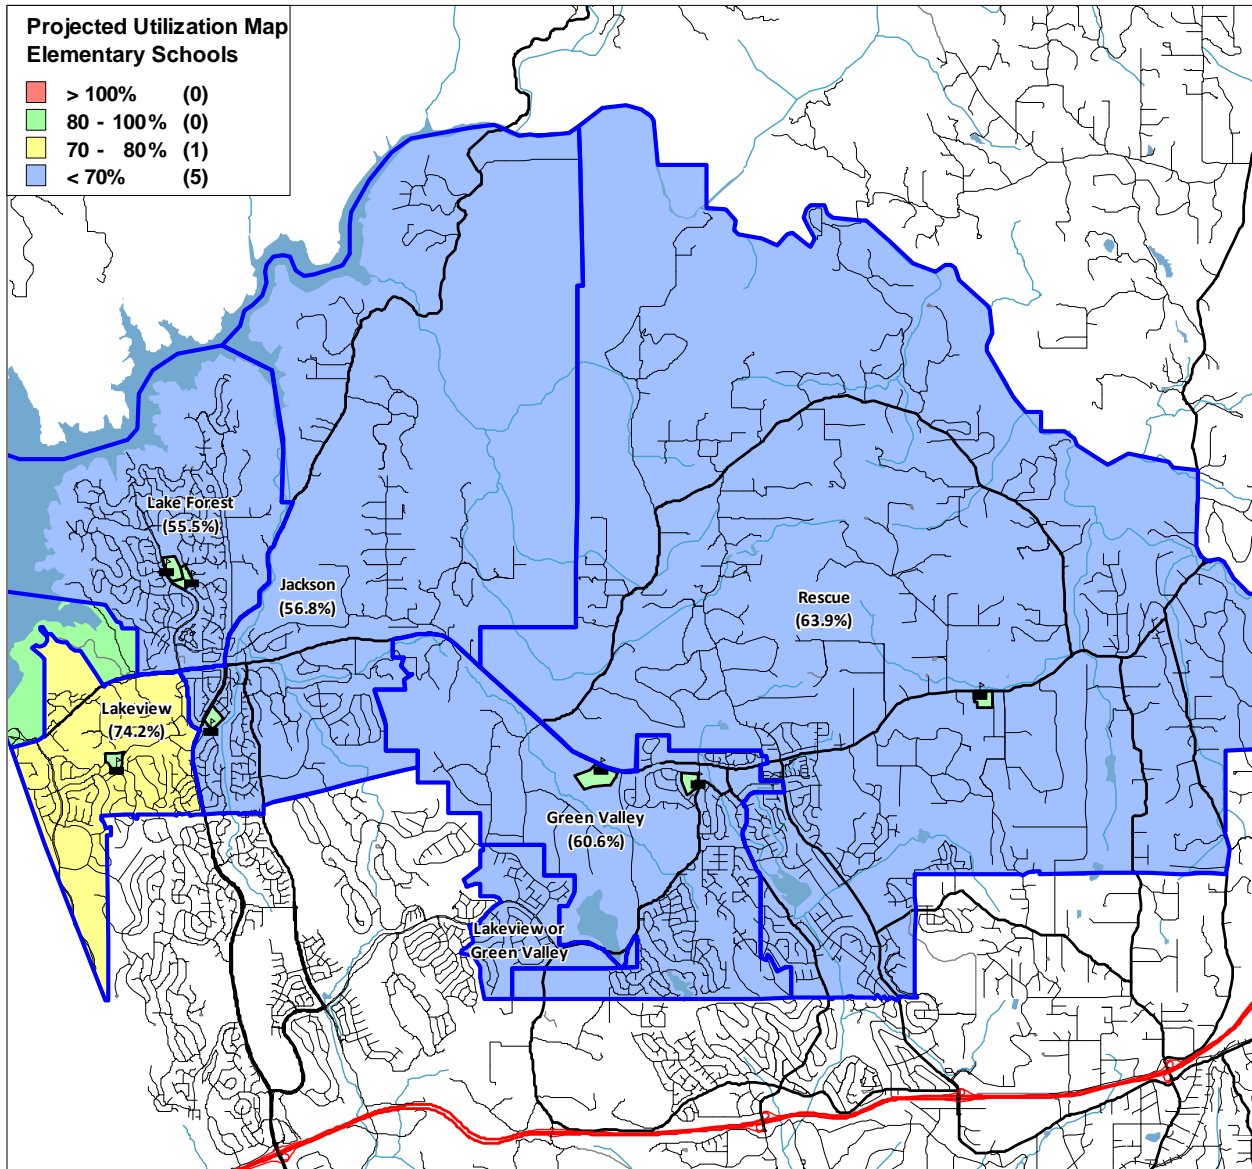 Projected Utilization Map
Elementary Schools
> 100% (0)
80 - 100% (0)
70 - 80% (1)
< 70% (5)
Lake Forest
(55.5%)
Jackson
(56.8%)
Rescue
(63.9%)
Lakeview
(74.2%)
Green Valley
(60.6%)
Lakeview or
Green Valley